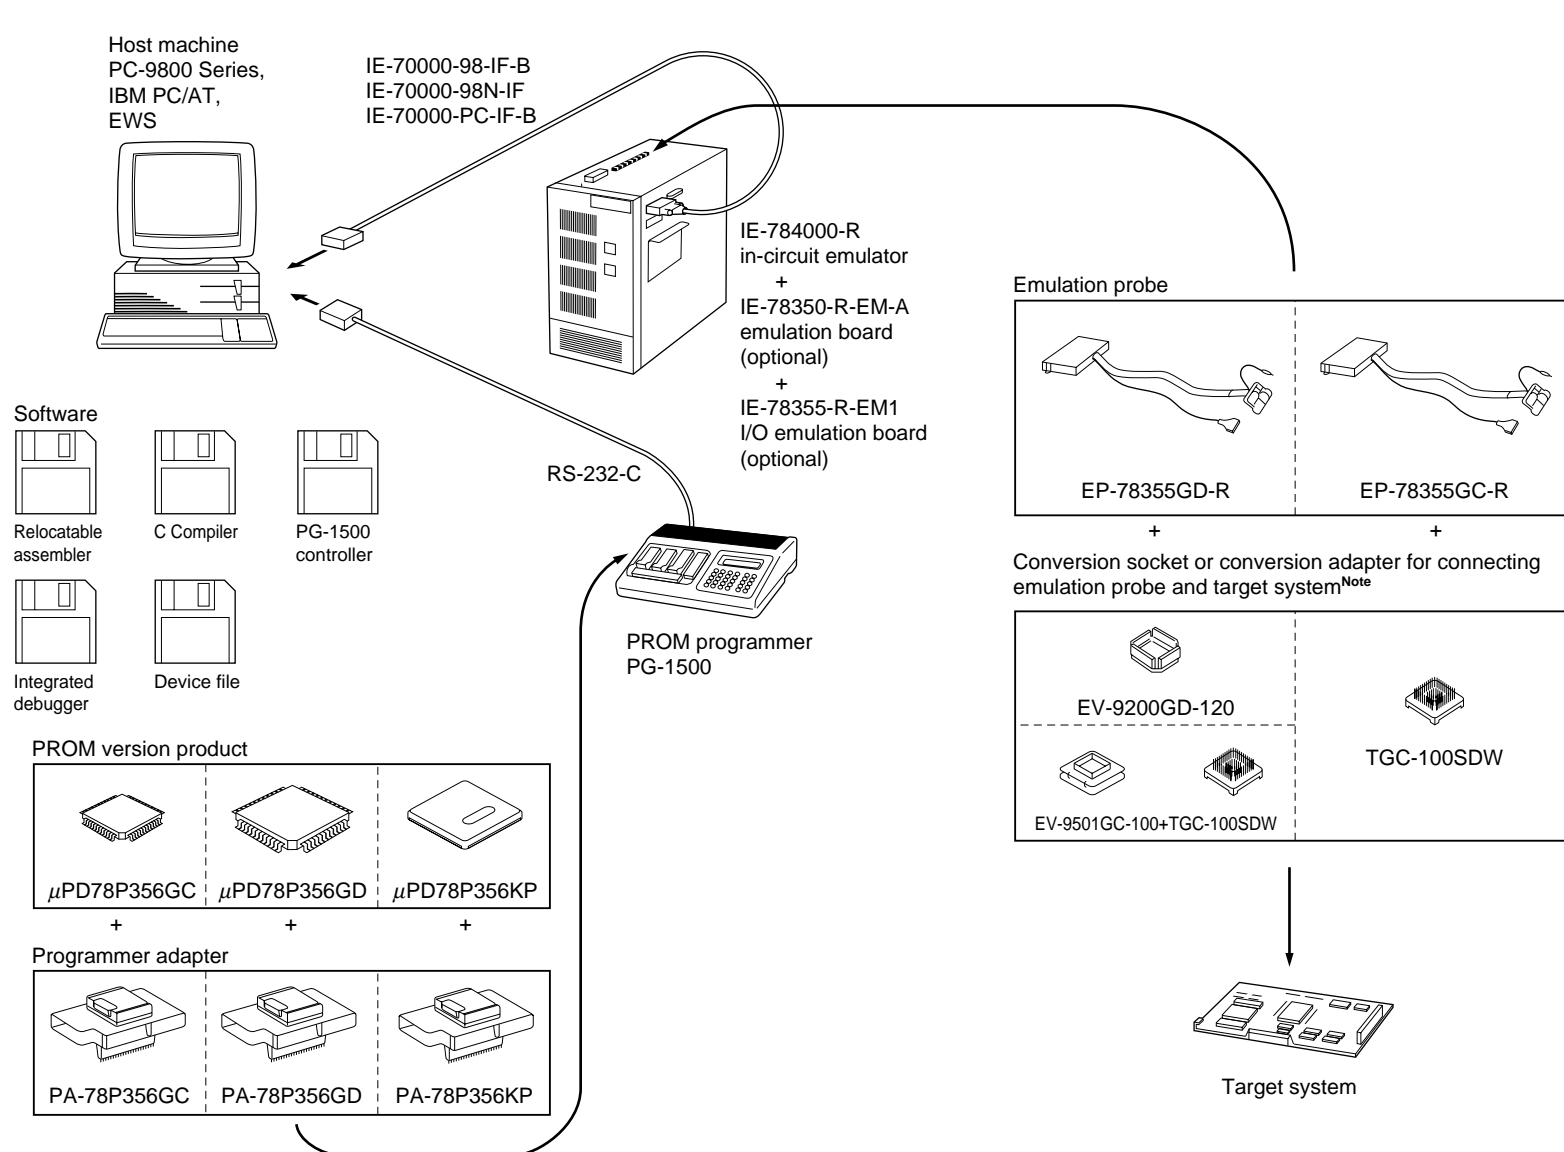 Host machine
PC-9800 Series,
IBM PC/AT,
EWS
IE-70000-98-IF-B
IE-70000-98N-IF
IE-70000-PC-IF-B
IE-784000-R
in-circuit emulator
+
IE-78350-R-EM-A
emulation board
(optional)
+
IE-78355-R-EM1
I/O emulation board
(optional)
Emulation probe
EP-78355GD-R
EP-78355GC-R
+
+
Conversion socket or conversion adapter for connecting
emulation probe and target systemNote
EV-9200GD-120
EV-9501GC-100+TGC-100SDW
TGC-100SDW
Target system
Software
Relocatable
assembler
C Compiler
PG-1500
controller
Integrated
debugger
Device file
RS-232-C
PROM programmer
PG-1500
PROM version product
μPD78P356GC
μPD78P356GD
μPD78P356KP
+
+
+
Programmer adapter
PA-78P356GC
PA-78P356GD
PA-78P356KP